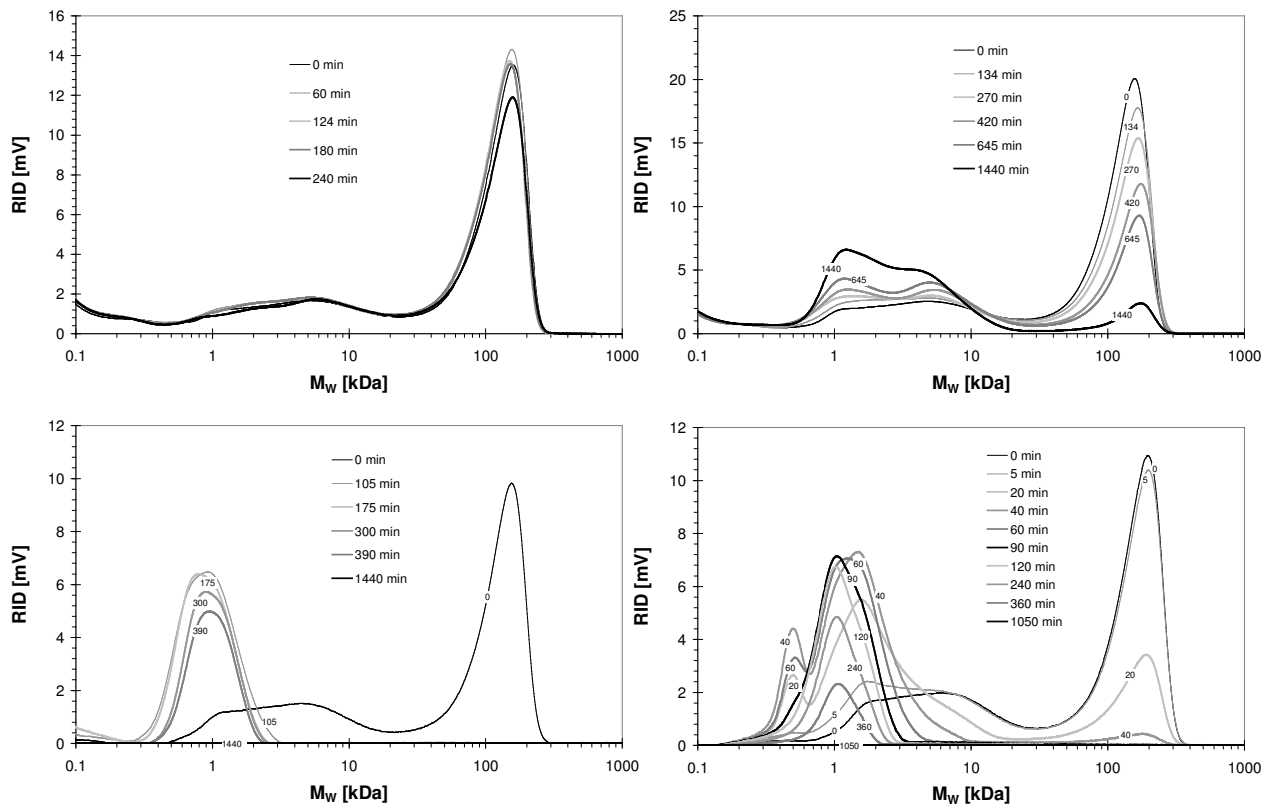 16
14
12
10
8
6
4
2
0
RID [mV]
0 min
60 min
124 min
180 min
240 min
0.1
1
10
100
1000
M_W [kDa]
25
20
15
10
5
0
RID [mV]
0 min
134 min
270 min
420 min
645 min
1440 min
0
134
270
420
645
1440
645
1440
0.1
1
10
100
1000
M_W [kDa]
12
10
8
6
4
2
0
RID [mV]
0 min
105 min
175 min
300 min
390 min
1440 min
175
300
390
0
105
1440
0.1
1
10
100
1000
M_W [kDa]
12
10
8
6
4
2
0
RID [mV]
0 min
5 min
20 min
40 min
60 min
90 min
120 min
240 min
360 min
1050 min
0
5
60
90
40
40
60
20
120
240
20
5
0
360
1050
40
0.1
1
10
100
1000
M_W [kDa]